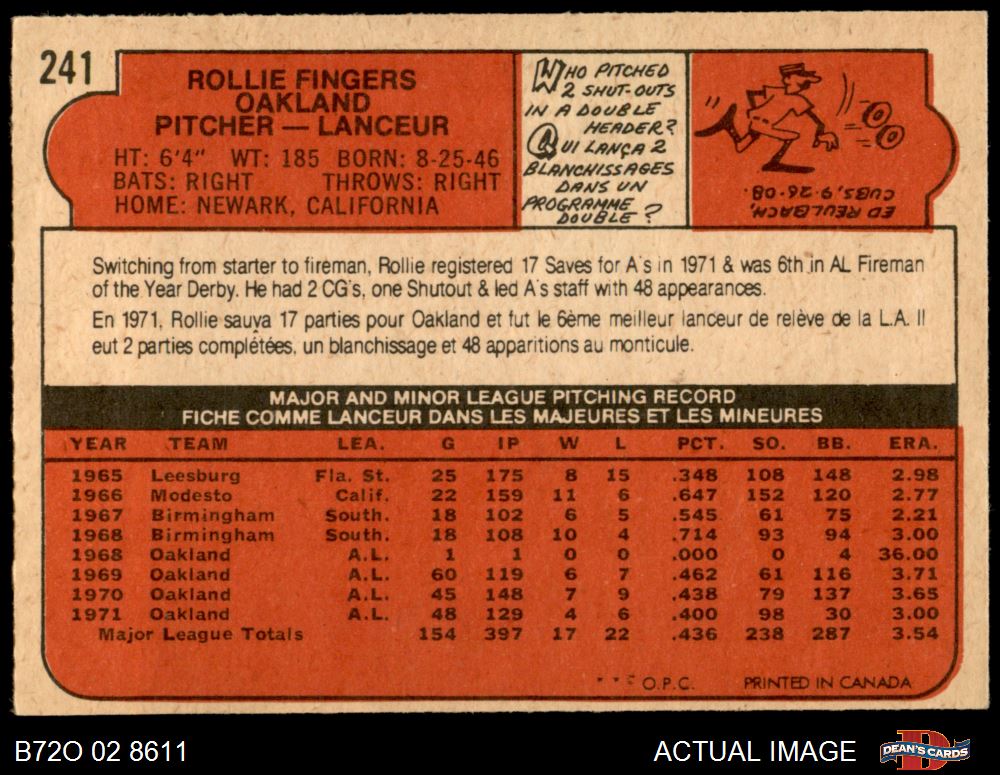 241
ROLLIE FINGERS
OAKLAND
PITCHER — LANCEUR
HT: 6'4" WT: 185 BORN: 8-25-46
BATS: RIGHT THROWS: RIGHT
HOME: NEWARK, CALIFORNIA
WHO PITCHED
2 SHUT-OUTS
IN A DOUBLE
HEADER?
QUI LANÇA 2
BLANCHISSAGES
DANS UN
PROGRAMME
DOUBLE?
ED REULBACH,
CUBS, 9-26-08.
Switching from starter to fireman, Rollie registered 17 Saves for A's in 1971 & was 6th in AL Fireman
of the Year Derby. He had 2 CG's, one Shutout & led A's staff with 48 appearances.
En 1971, Rollie sauva 17 parties pour Oakland et fut le 6ème meilleur lanceur de relève de la L.A. Il
eut 2 parties complétées, un blanchissage et 48 apparitions au monticule.
MAJOR AND MINOR LEAGUE PITCHING RECORD
FICHE COMME LANCEUR DANS LES MAJEURES ET LES MINEURES
YEAR TEAM LEA. G IP W L PCT. SO. BB. ERA.
1965 Leesburg Fla. St. 25 175 8 15 .348 108 148 2.98
1966 Modesto Calif. 22 159 11 6 .647 152 120 2.77
1967 Birmingham South. 18 102 6 5 .545 61 75 2.21
1968 Birmingham South. 18 108 10 4 .714 93 94 3.00
1968 Oakland A.L. 1 1 0 0 .000 0 4 36.00
1969 Oakland A.L. 60 119 6 7 .462 61 116 3.71
1970 Oakland A.L. 45 148 7 9 .438 79 137 3.65
1971 Oakland A.L. 48 129 4 6 .400 98 30 3.00
Major League Totals 154 397 17 22 .436 238 287 3.54
O.P.C. PRINTED IN CANADA
B72O 02 8611
ACTUAL IMAGE
DEAN'S CARDS